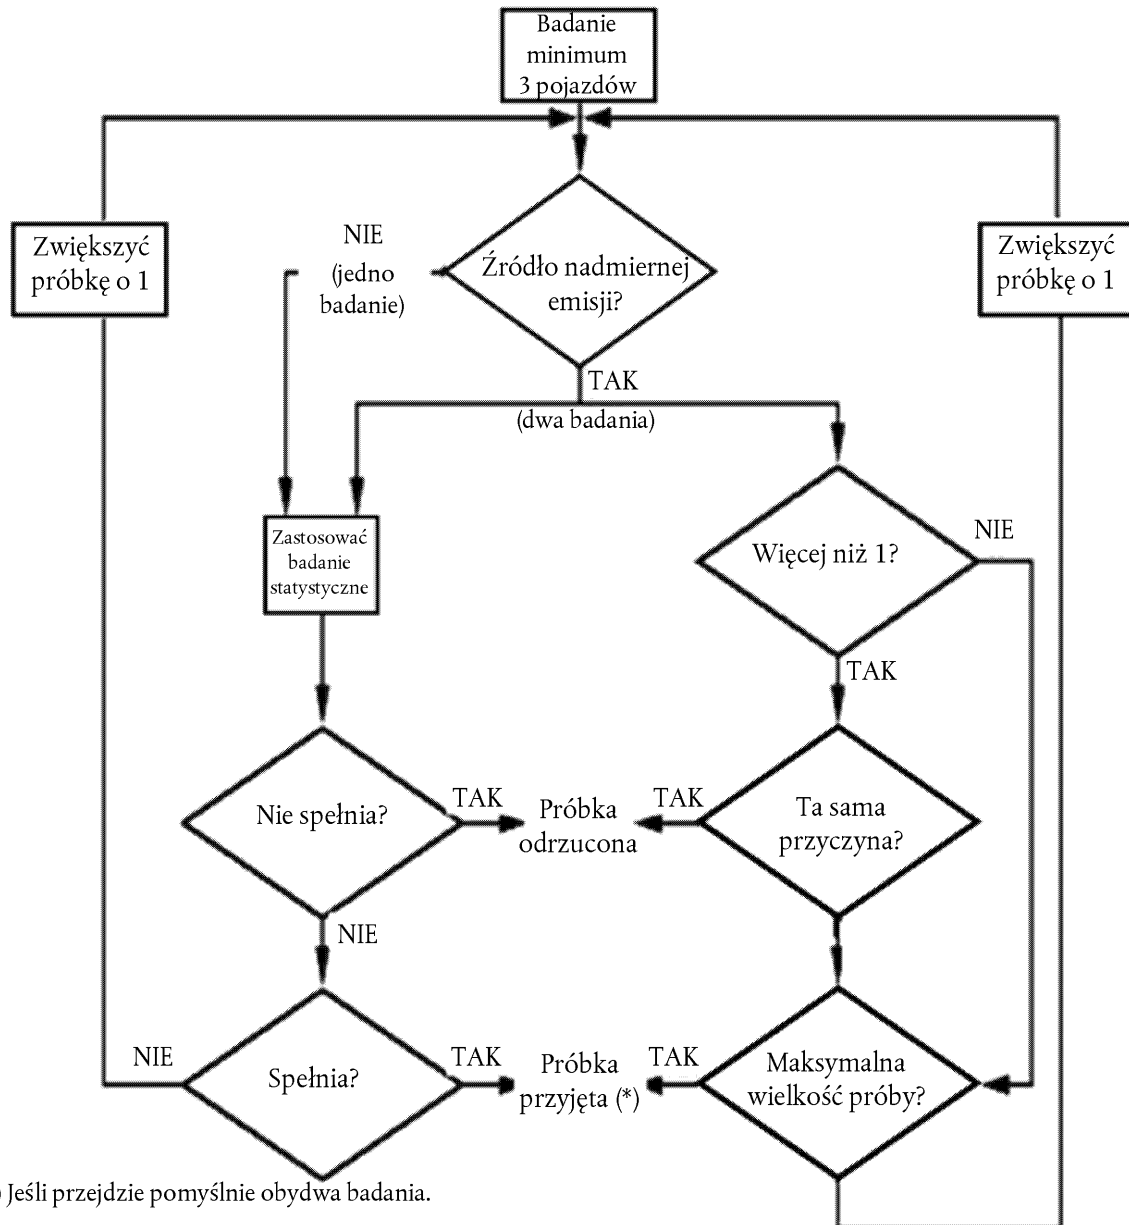 Badanie
minimum
3 pojazdów
Zwiększyć
próbkę o 1
NIE
(jedno
badanie)
Źródło nadmiernej
emisji?
Zwiększyć
próbkę o 1
TAK
(dwa badania)
Zastosować
badanie
statystyczne
Więcej niż 1?
NIE
TAK
Nie spełnia?
TAK
Próbka
odrzucona
TAK
Ta sama
przyczyna?
NIE
NIE
Spełnia?
TAK
Próbka
przyjęta (*)
TAK
Maksymalna
wielkość próby?
) Jeśli przejdzie pomyślnie obydwa badania.